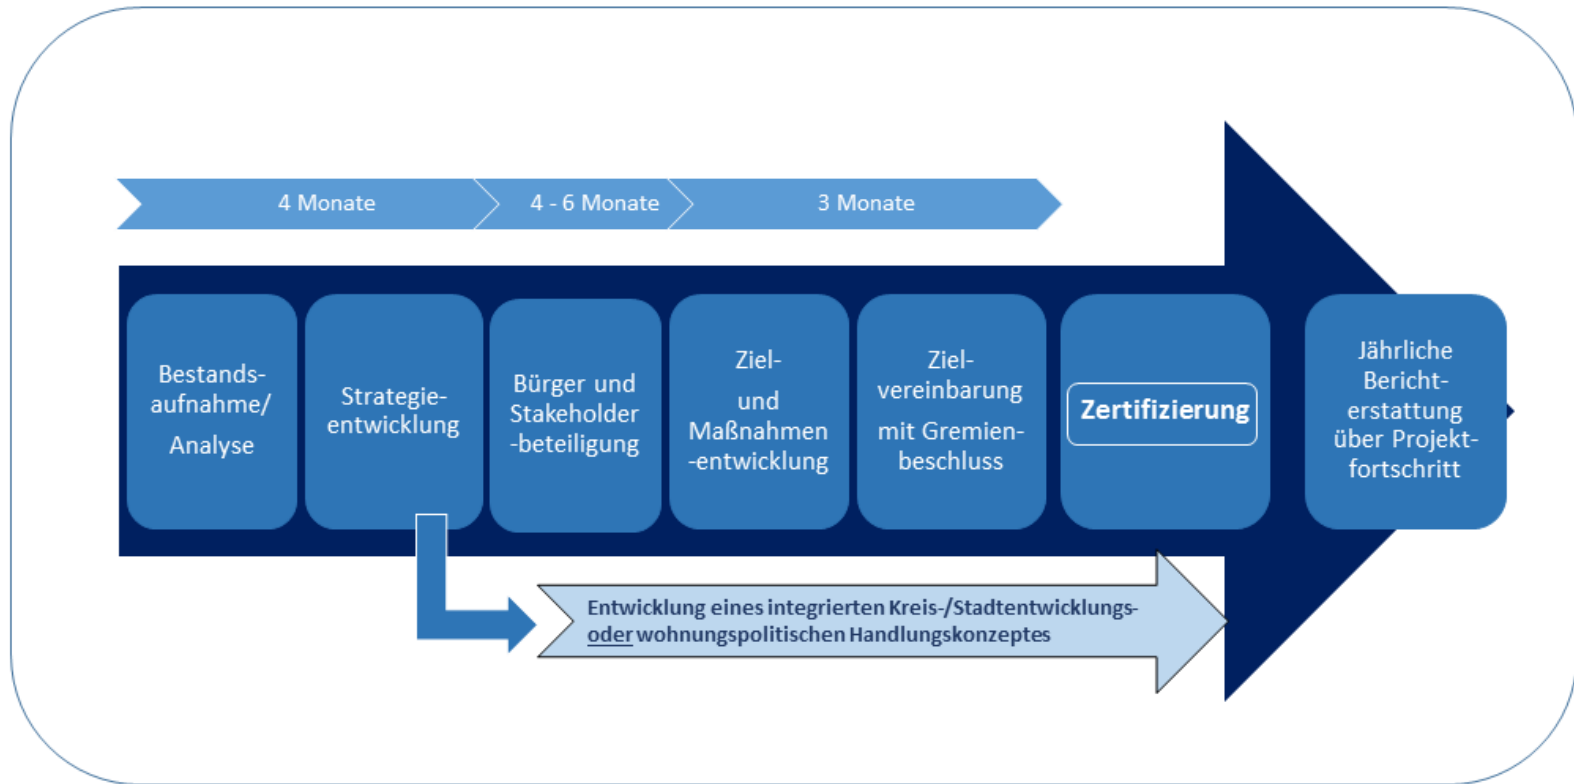 4 Monate
4 - 6 Monate
3 Monate
Bestands-
aufnahme/
Analyse
Strategie-
entwicklung
Bürger und
Stakeholder
-beteiligung
Ziel-
und
Maßnahmen
-entwicklung
Ziel-
vereinbarung
mit Gremien-
beschluss
Zertifizierung
Jährliche
Bericht-
erstattung
über Projekt-
fortschritt
Entwicklung eines integrierten Kreis-/Stadtentwicklungs-
oder wohnungspolitischen Handlungskonzeptes